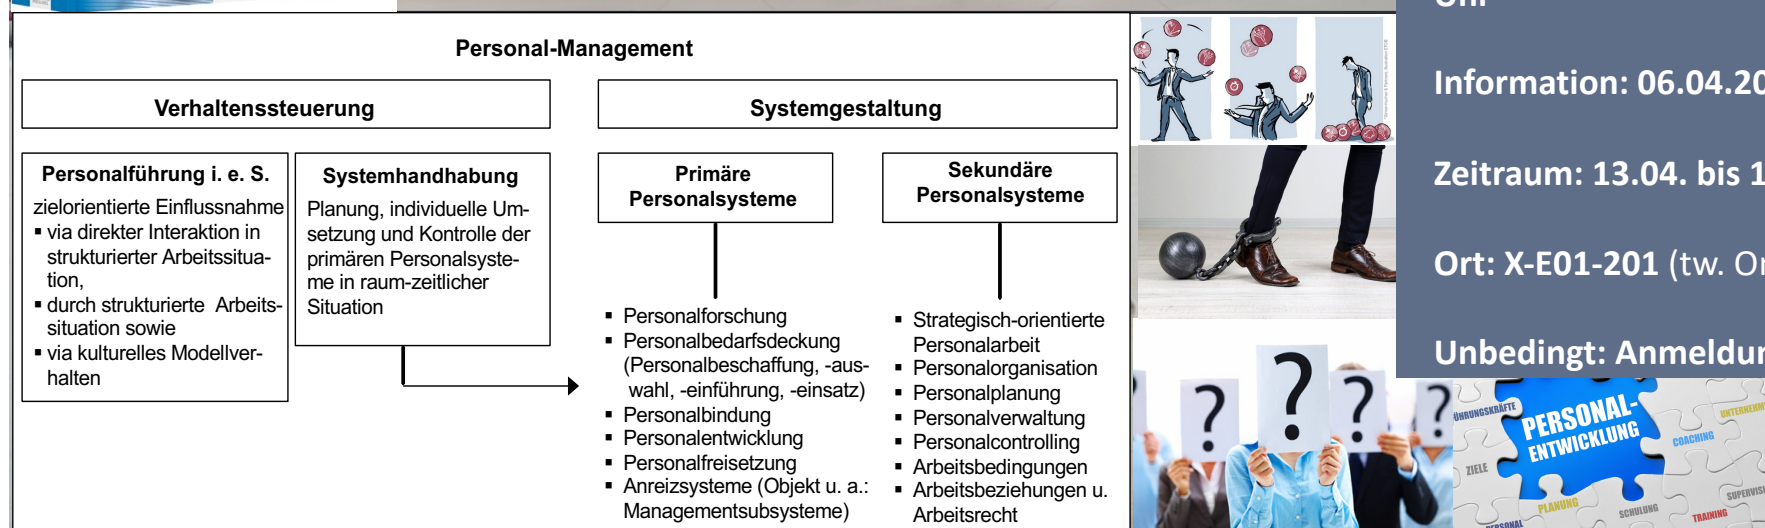 Personal-Management
Verhaltenssteuerung
Systemgestaltung
Personalführung i. e. S.
zielorientierte Einflussnahme
▪ via direkter Interaktion in
strukturierter Arbeitssitua-
tion,
▪ durch strukturierte Arbeits-
situation sowie
▪ via kulturelles Modellver-
halten
Systemhandhabung
Planung, individuelle Um-
setzung und Kontrolle der
primären Personalsyste-
me in raum-zeitlicher
Situation
Primäre
Personalsysteme
▪ Personalforschung
▪ Personalbedarfsdeckung
(Personalbeschaffung, -aus-
wahl, -einführung, -einsatz)
▪ Personalbindung
▪ Personalentwicklung
▪ Personalfreisetzung
▪ Anreizsysteme (Objekt u. a.:
Managementsubsysteme)
Sekundäre
Personalsysteme
▪ Strategisch-orientierte
Personalarbeit
▪ Personalorganisation
▪ Personalplanung
▪ Personalverwaltung
▪ Personalcontrolling
▪ Arbeitsbedingungen
▪ Arbeitsbeziehungen u.
Arbeitsrecht
Information: 06.04.20
Zeitraum: 13.04. bis 1
Ort: X-E01-201 (tw. On
Unbedingt: Anmeldun
? ? ? ?
PERSONAL-
ENTWICKLUNG
COACHING
ZIELE
PLANUNG
SCHULUNG
TRAINING
PERSONAL